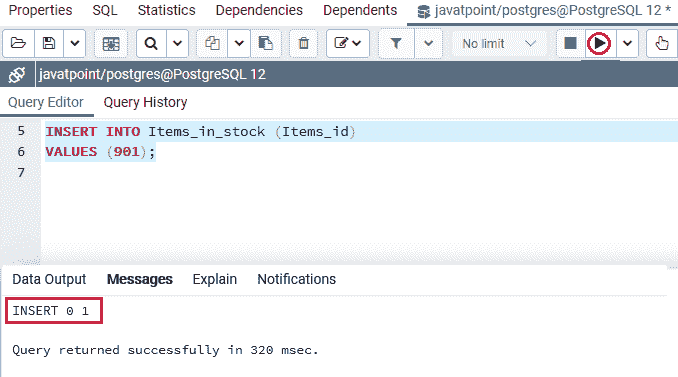 Properties SQL Statistics Dependencies Dependents javatpoint/postgres@PostgreSQL 12 *
No limit
javatpoint/postgres@PostgreSQL 12
Query Editor Query History
5 INSERT INTO Items_in_stock (Items_id)
6 VALUES (901);
7
Data Output Messages Explain Notifications
INSERT 0 1
Query returned successfully in 320 msec.